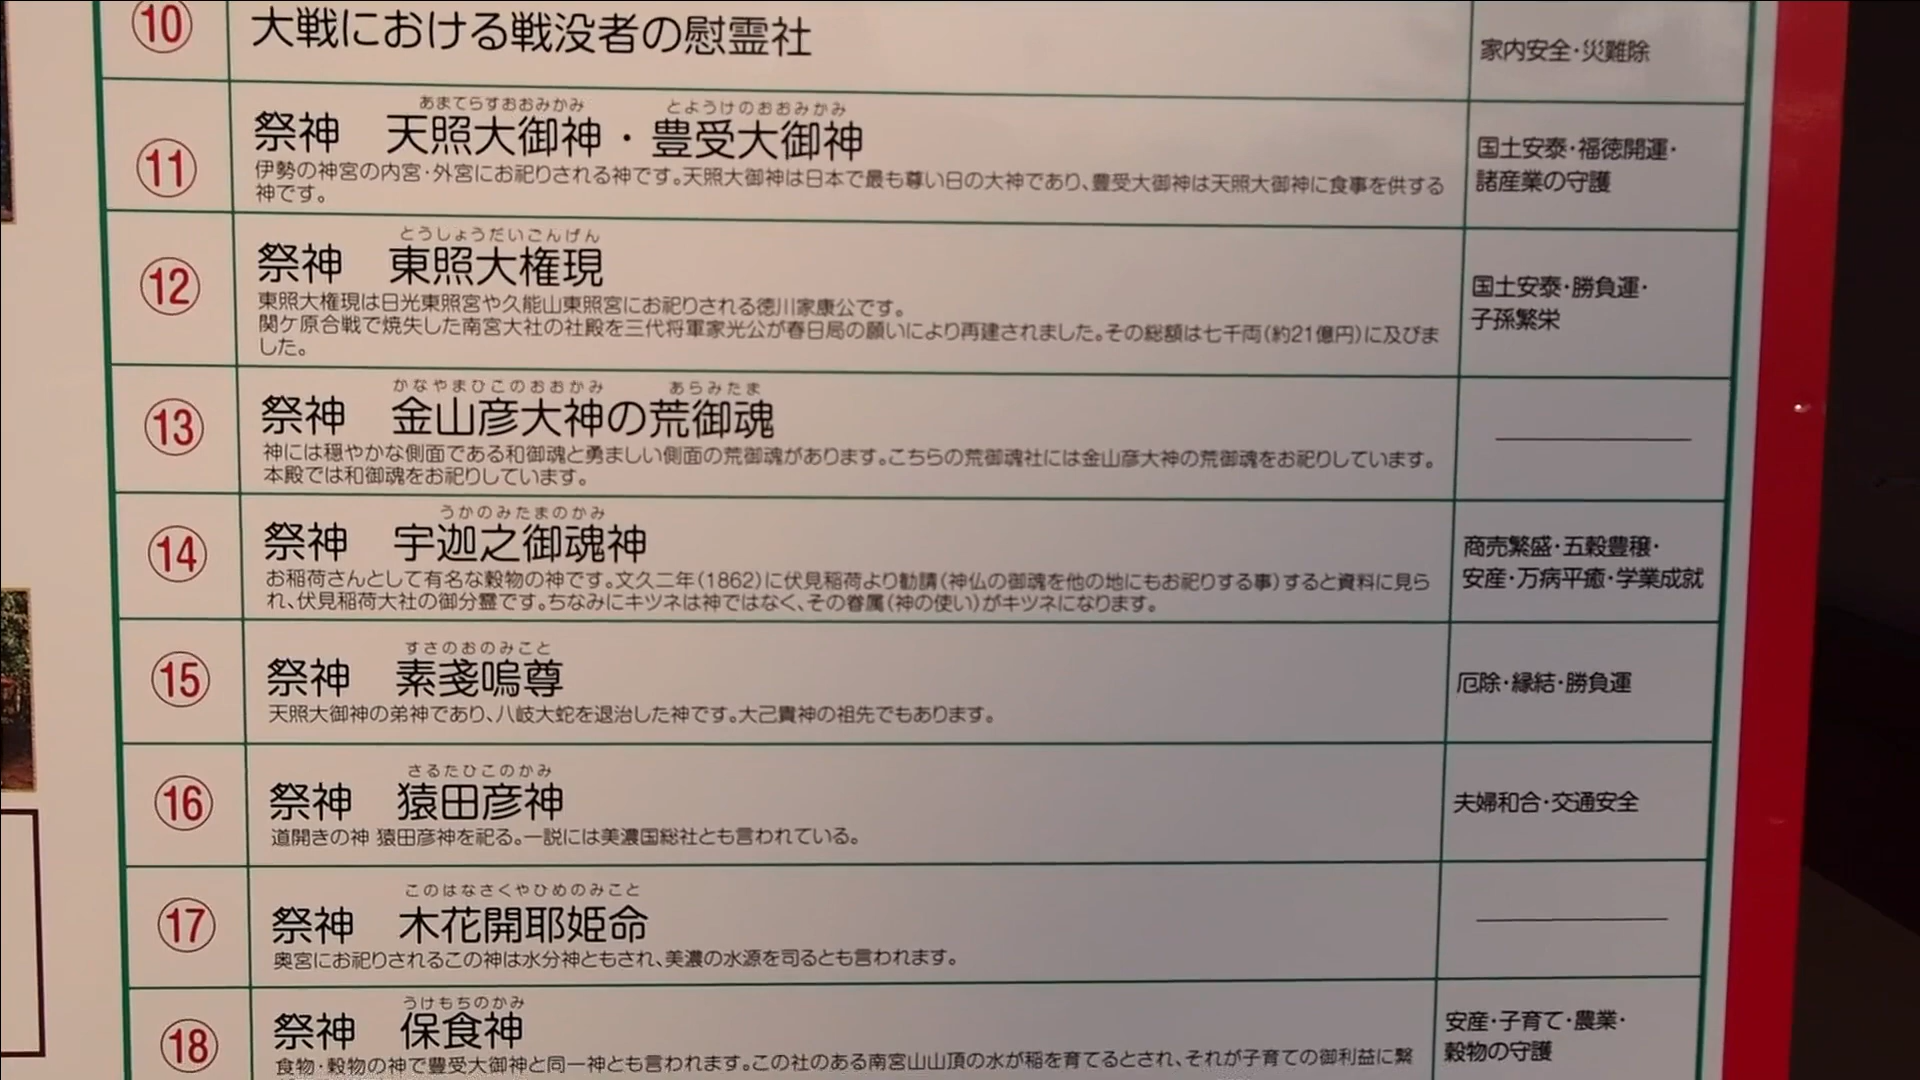 ⑩ 大戦における戦没者の慰霊社 家内安全・災難除
あまてらすおおみかみ とようけのおおみかみ
⑪ 祭神 天照大御神・豊受大御神
伊勢の神宮の内宮・外宮にお祀りされる神です。天照大御神は日本で最も尊い日の大神であり、豊受大御神は天照大御神に食事を供する
神です。
国土安泰・福徳開運・
諸産業の守護
とうしょうだいごんげん
⑫ 祭神 東照大権現
東照大権現は日光東照宮や久能山東照宮にお祀りされる徳川家康公です。
関ケ原合戦で焼失した南宮大社の社殿を三代将軍家光公が春日局の願いにより再建されました。その総額は七千両(約21億円)に及びま
した。
国土安泰・勝負運・
子孫繁栄
かなやまひこのおおかみ あらみたま
⑬ 祭神 金山彦大神の荒御魂
神には穏やかな側面である和御魂と勇ましい側面の荒御魂があります。こちらの荒御魂社には金山彦大神の荒御魂をお祀りしています。
本殿では和御魂をお祀りしています。
うかのみたまのかみ
⑭ 祭神 宇迦之御魂神
お稲荷さんとして有名な穀物の神です。文久二年(1862)に伏見稲荷より勧請(神仏の御魂を他の地にもお祀りする事)すると資料に見ら
れ、伏見稲荷大社の御分霊です。ちなみにキツネは神ではなく、その眷属(神の使い)がキツネになります。
商売繁盛・五穀豊穣・
安産・万病平癒・学業成就
すさのおのみこと
⑮ 祭神 素戔嗚尊
天照大御神の弟神であり、八岐大蛇を退治した神です。大己貴神の祖先でもあります。
厄除・縁結・勝負運
さるたひこのかみ
⑯ 祭神 猿田彦神
道開きの神 猿田彦神を祀る。一説には美濃国総社とも言われている。
夫婦和合・交通安全
このはなさくやひめのみこと
⑰ 祭神 木花開耶姫命
奥宮にお祀りされるこの神は水分神ともされ、美濃の水源を司るとも言われます。
うけもちのかみ
⑱ 祭神 保食神
食物・穀物の神で豊受大御神と同一神とも言われます。この社のある南宮山山頂の水が稲を育てるとされ、それが子育ての御利益に繋
安産・子育て・農業・
穀物の守護